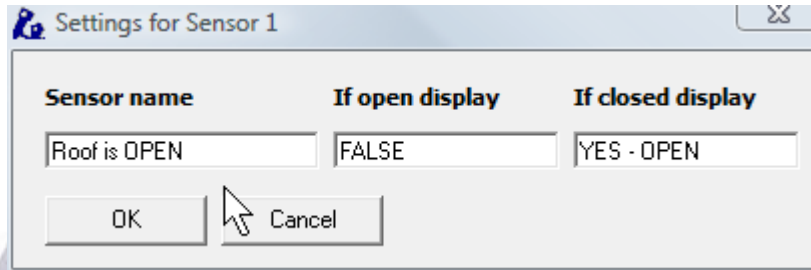 Settings for Sensor 1
Sensor name If open display If closed display
Roof is OPEN FALSE YES - OPEN
OK Cancel